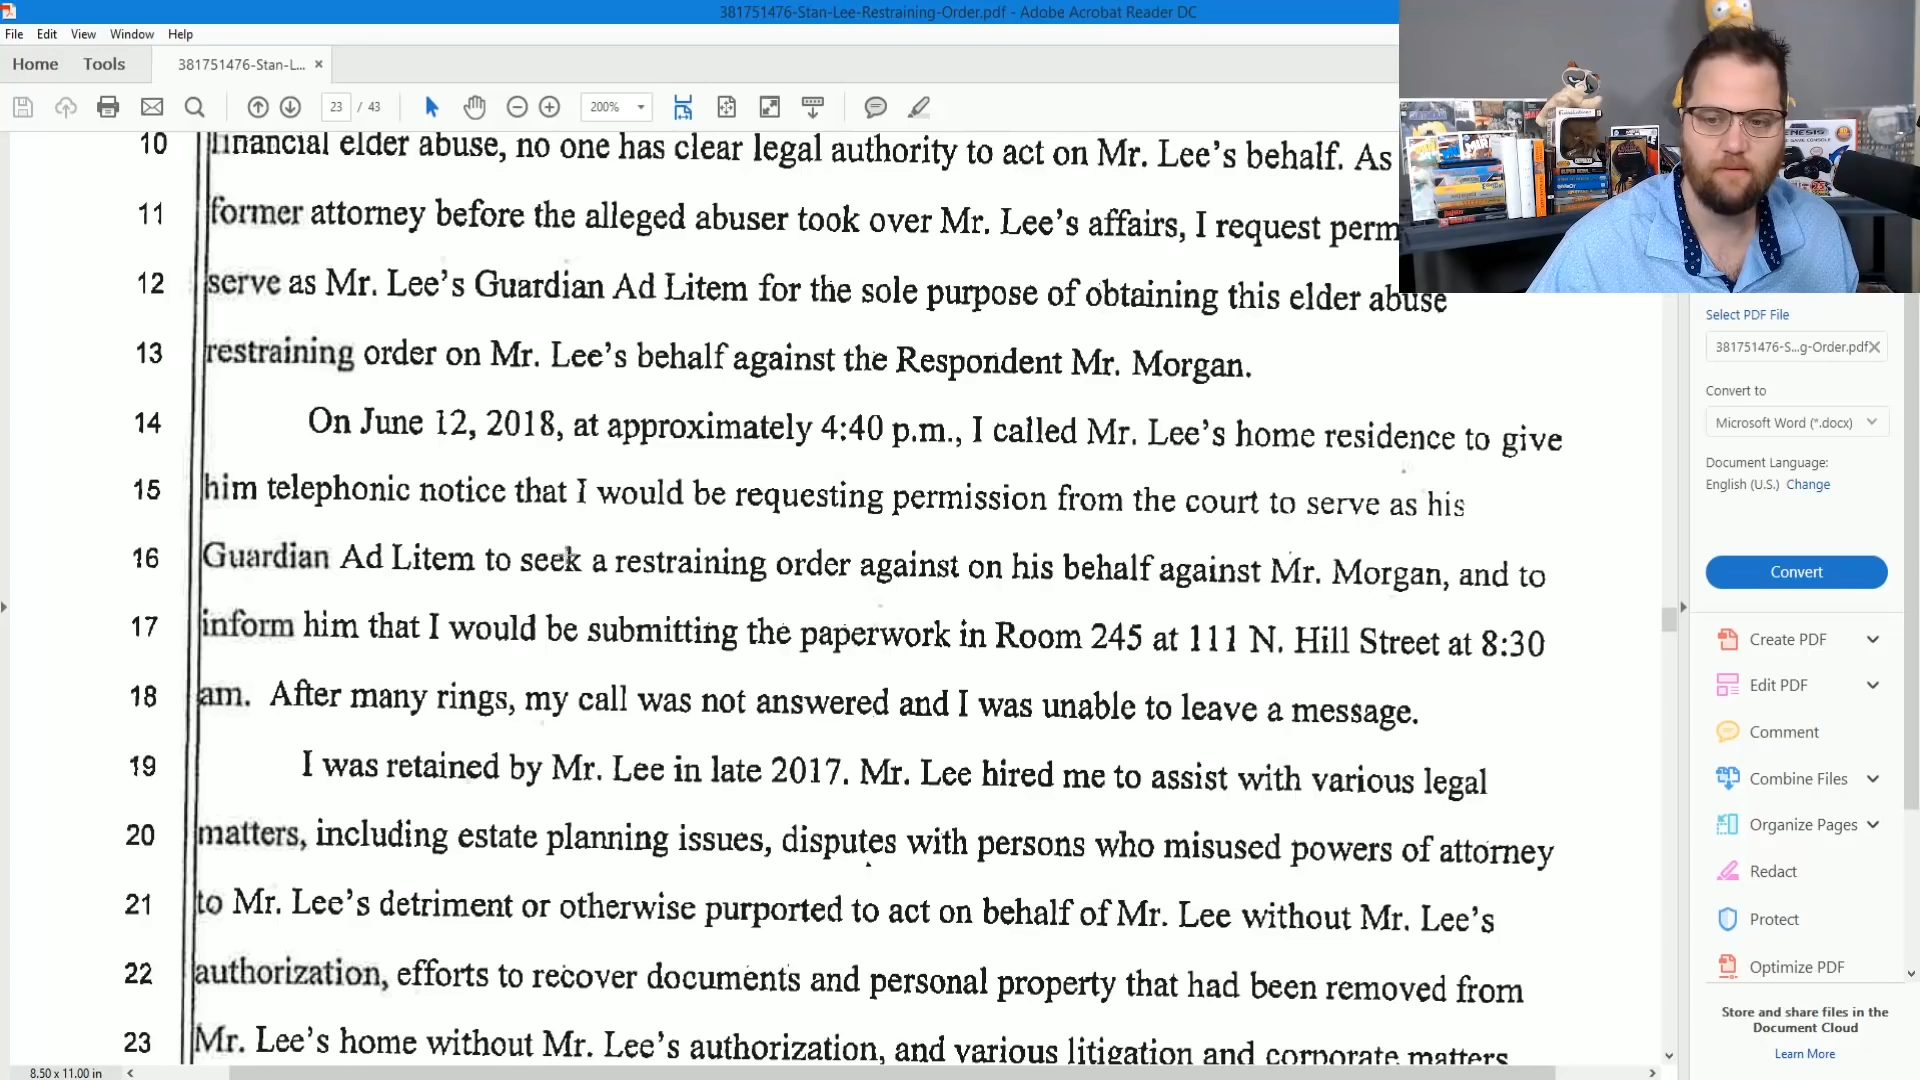 381751476-Stan-Lee-Restraining-Order.pdf - Adobe Acrobat Reader DC
File Edit View Window Help
Home Tools 381751476-Stan-L... ×
23 / 43 200%
10 financial elder abuse, no one has clear legal authority to act on Mr. Lee's behalf. As
11 former attorney before the alleged abuser took over Mr. Lee's affairs, I request perm
12 serve as Mr. Lee's Guardian Ad Litem for the sole purpose of obtaining this elder abuse
13 restraining order on Mr. Lee's behalf against the Respondent Mr. Morgan.
14 On June 12, 2018, at approximately 4:40 p.m., I called Mr. Lee's home residence to give
15 him telephonic notice that I would be requesting permission from the court to serve as his
16 Guardian Ad Litem to seek a restraining order against on his behalf against Mr. Morgan, and to
17 inform him that I would be submitting the paperwork in Room 245 at 111 N. Hill Street at 8:30
18 am. After many rings, my call was not answered and I was unable to leave a message.
19 I was retained by Mr. Lee in late 2017. Mr. Lee hired me to assist with various legal
20 matters, including estate planning issues, disputes with persons who misused powers of attorney
21 to Mr. Lee's detriment or otherwise purported to act on behalf of Mr. Lee without Mr. Lee's
22 authorization, efforts to recover documents and personal property that had been removed from
23 Mr. Lee's home without Mr. Lee's authorization, and various litigation and corporate matters
8.50 x 11.00 in
GENESIS
Select PDF File
381751476-S...g-Order.pdf
Convert to
Microsoft Word (*.docx)
Document Language:
English (U.S.) Change
Convert
Create PDF
Edit PDF
Comment
Combine Files
Organize Pages
Redact
Protect
Optimize PDF
Store and share files in the
Document Cloud
Learn More